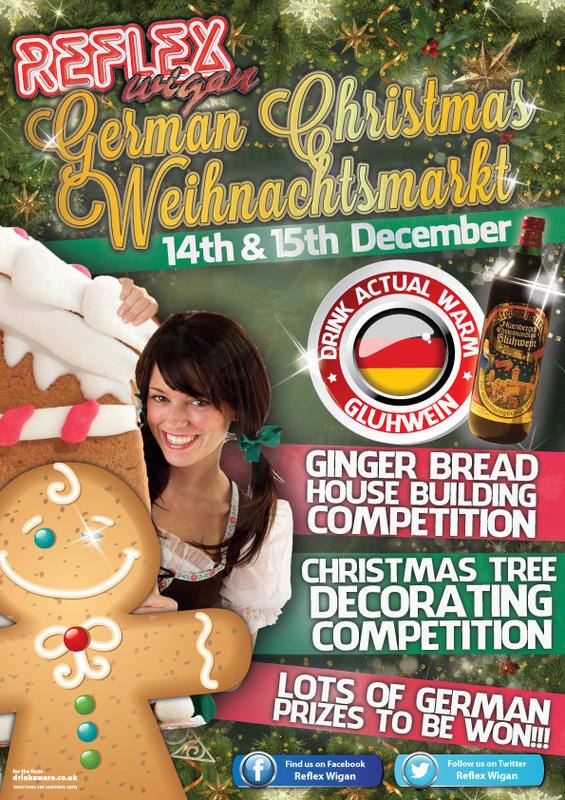 REFLEX
wigan
German Christmas
Weihnachtsmarkt
14th & 15th December
DRINK ACTUAL WARM
GLUHWEIN
Nürnberger
Christkindles
Glühwein
GINGER BREAD
HOUSE BUILDING
COMPETITION
CHRISTMAS TREE
DECORATING
COMPETITION
LOTS OF GERMAN
PRIZES TO BE WON!!!
for the facts
drinkaware.co.uk
Find us on Facebook
Reflex Wigan
Follow us on Twitter
Reflex Wigan